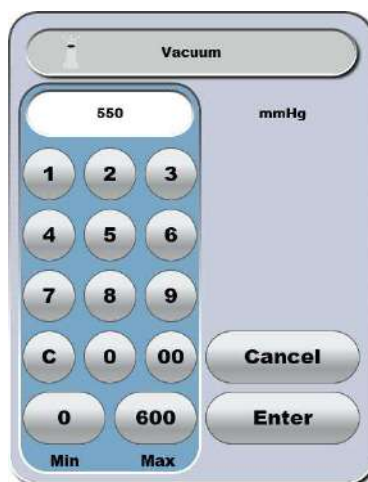 Vacuum
550 mmHg
1 2 3
4 5 6
7 8 9
C 0 00 Cancel
0 600 Enter
Min Max